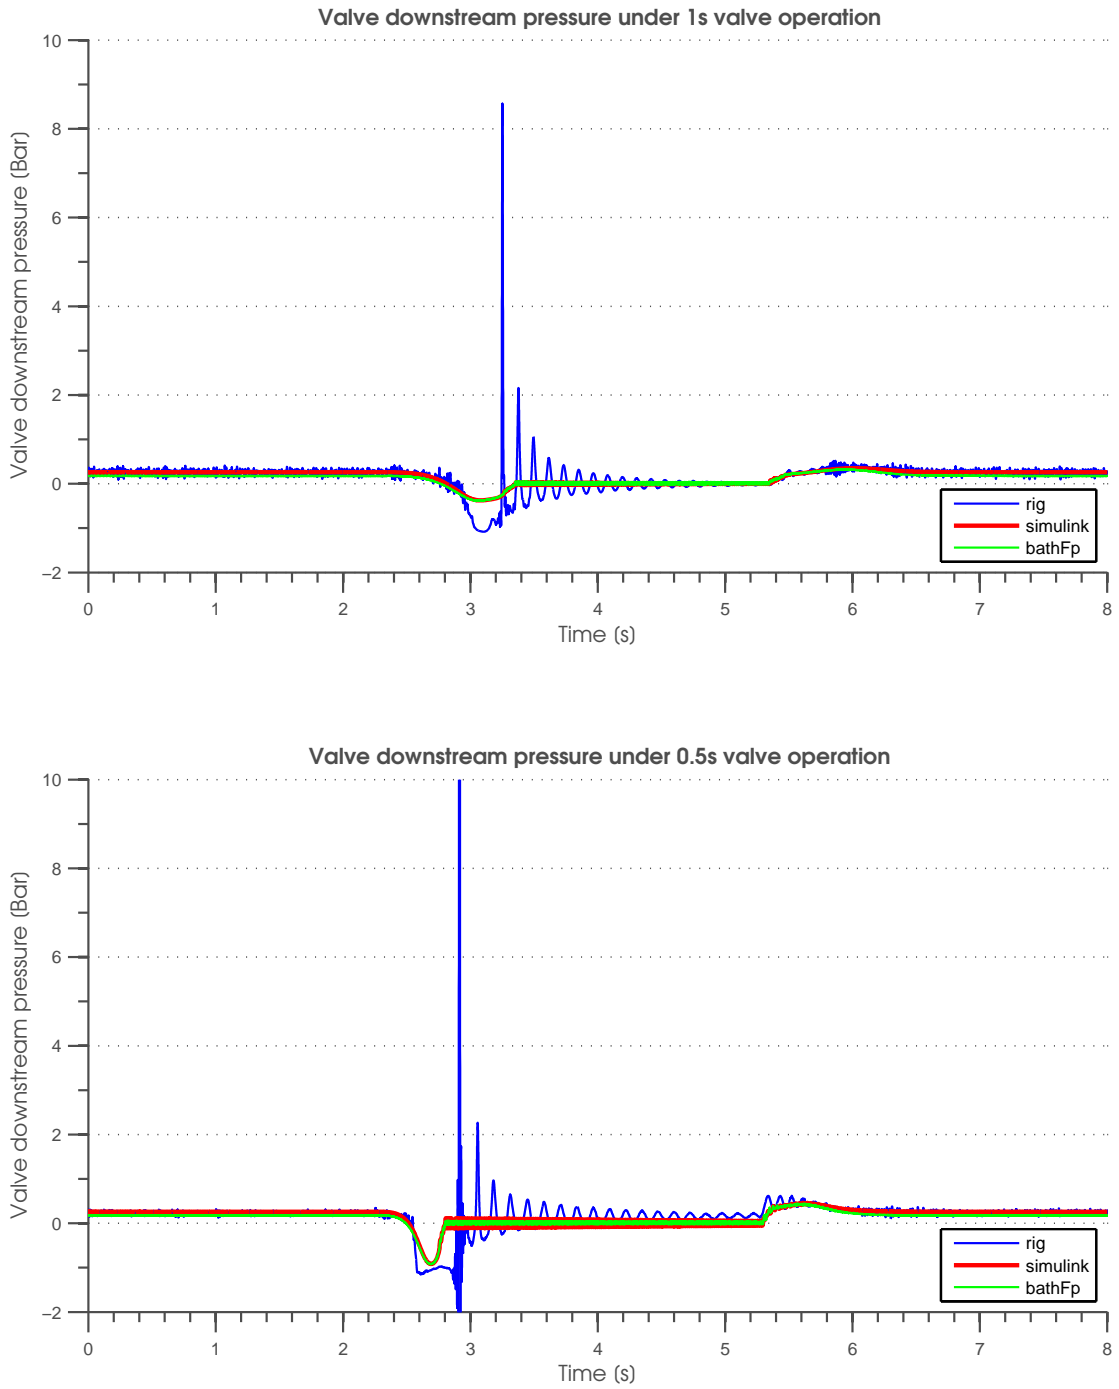 Valve downstream pressure under 1s valve operation
10
8
6
4
2
0
−2
Valve downstream pressure (Bar)
rig
simulink
bathFp
0 1 2 3 4 5 6 7 8
Time (s)
Valve downstream pressure under 0.5s valve operation
10
8
6
4
2
0
−2
Valve downstream pressure (Bar)
rig
simulink
bathFp
0 1 2 3 4 5 6 7 8
Time (s)